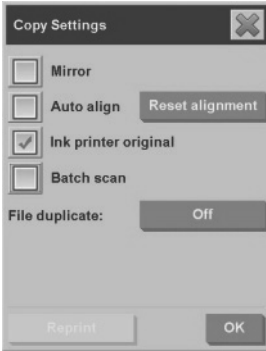 Copy Settings
Mirror
Auto align Reset alignment
Ink printer original
Batch scan
File duplicate: Off
Reprint OK